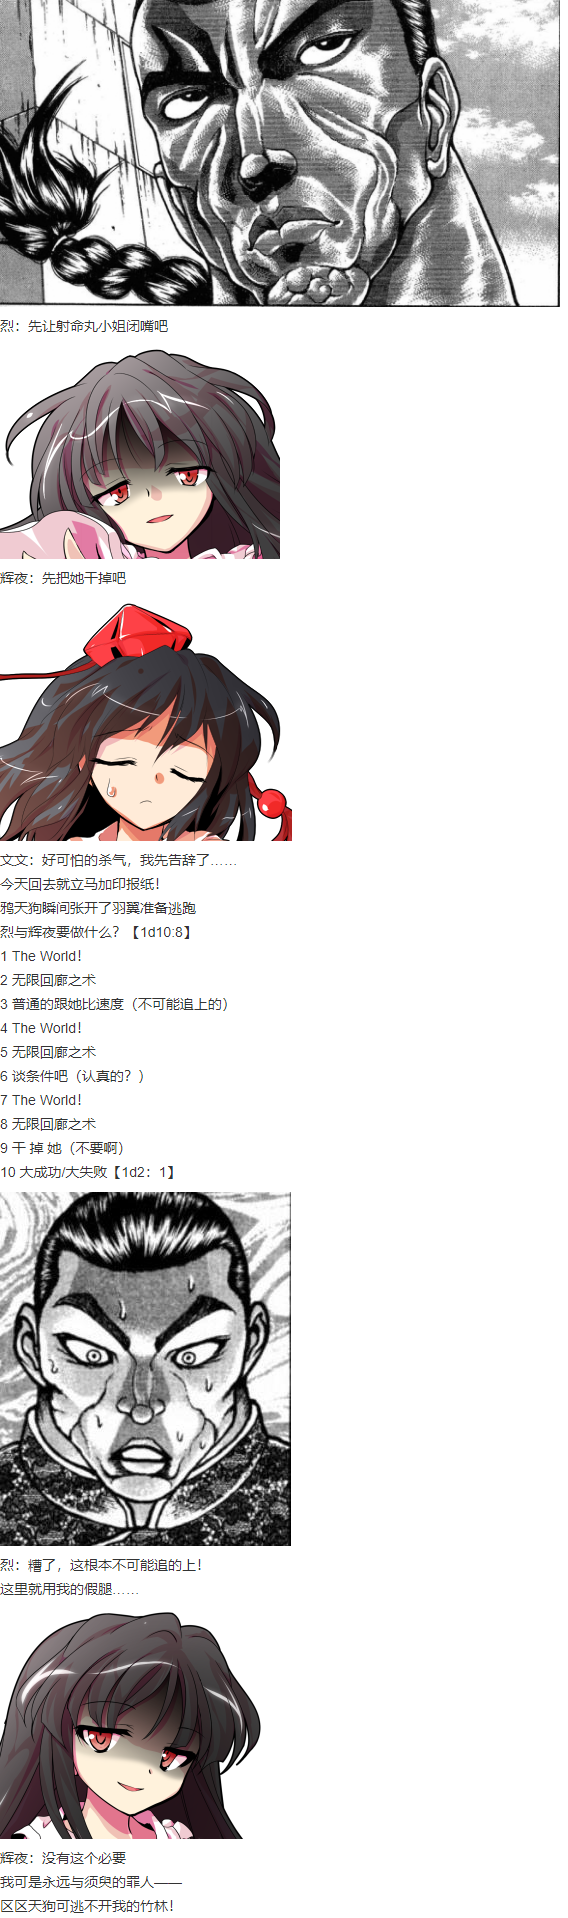 烈：先让射命丸小姐闭嘴吧
辉夜：先把她干掉吧
文文：好可怕的杀气，我先告辞了……
今天回去就立马加印报纸！
鸦天狗瞬间张开了羽翼准备逃跑
烈与辉夜要做什么？【1d10:8】
1 The World！
2 无限回廊之术
3 普通的跟她比速度（不可能追上的）
4 The World！
5 无限回廊之术
6 谈条件吧（认真的？）
7 The World！
8 无限回廊之术
9 干 掉 她（不要啊）
10 大成功/大失败【1d2：1】
烈：糟了，这根本不可能追的上！
这里就用我的假腿……
辉夜：没有这个必要
我可是永远与须臾的罪人——
区区天狗可逃不开我的竹林！